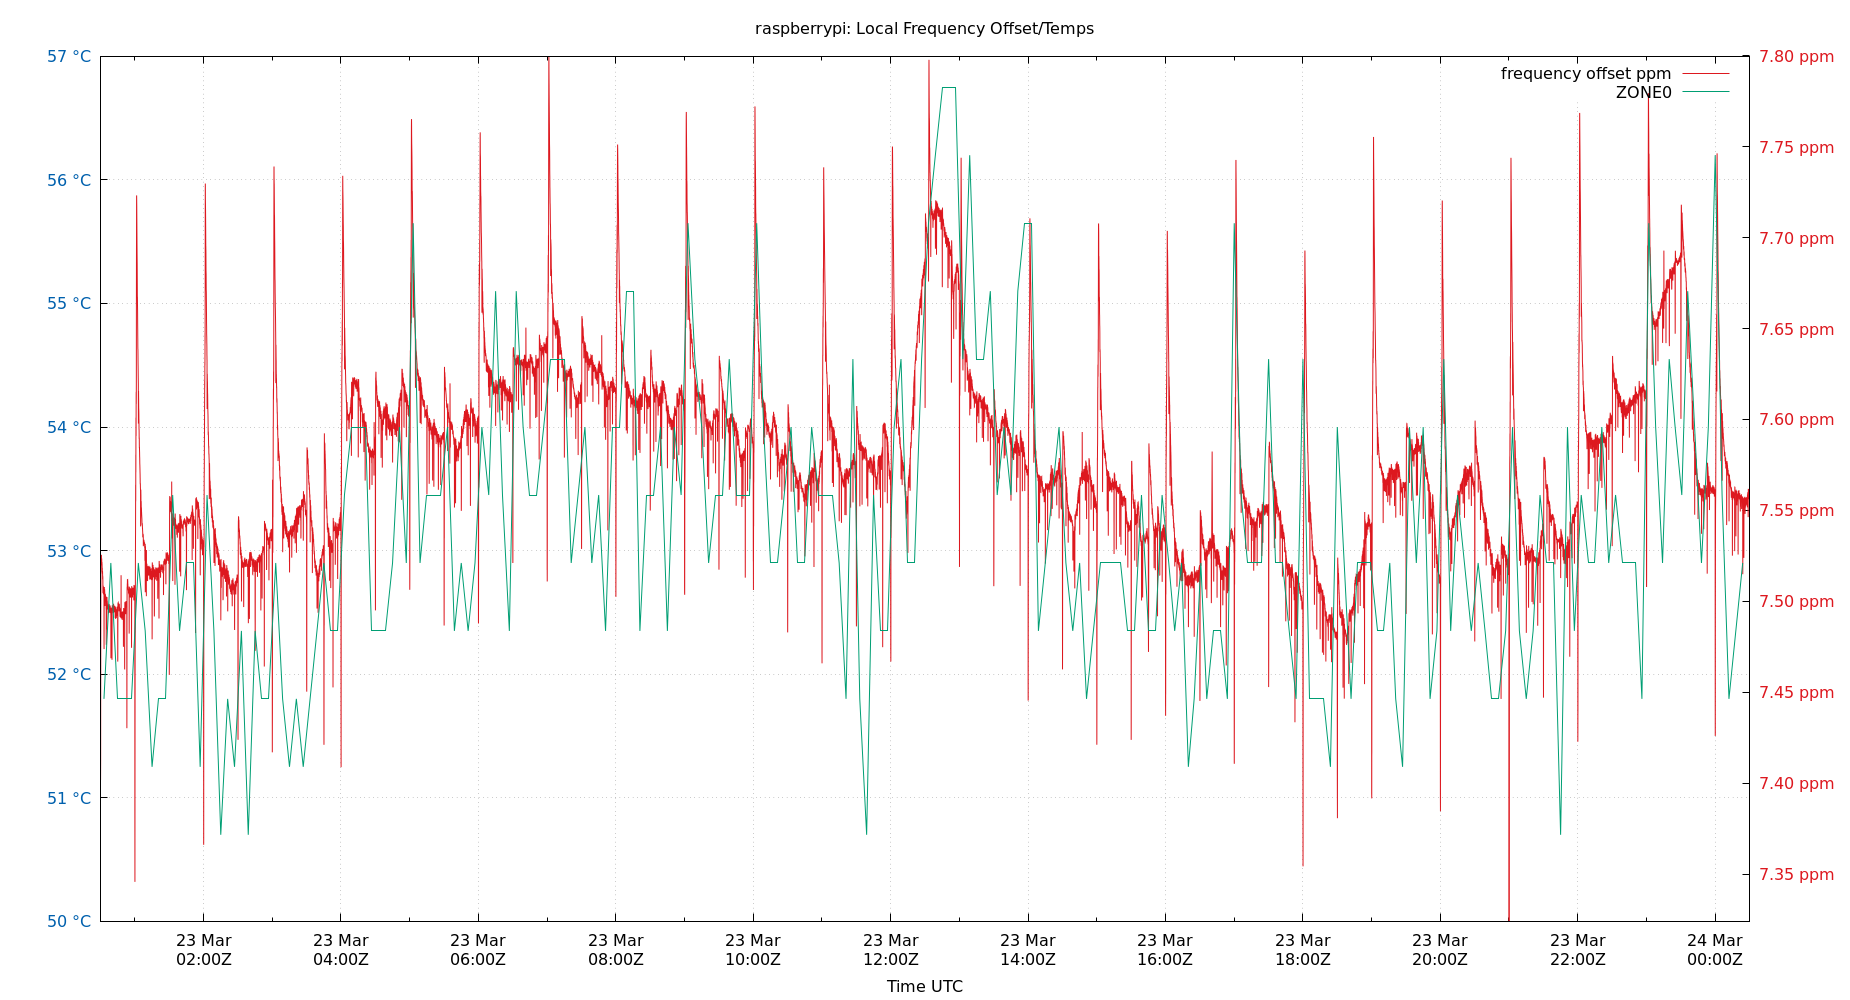 raspberrypi: Local Frequency Offset/Temps
57 °C
56 °C
55 °C
54 °C
53 °C
52 °C
51 °C
50 °C
frequency offset ppm
ZONE0
7.80 ppm
7.75 ppm
7.70 ppm
7.65 ppm
7.60 ppm
7.55 ppm
7.50 ppm
7.45 ppm
7.40 ppm
7.35 ppm
23 Mar 23 Mar 23 Mar 23 Mar 23 Mar 23 Mar 23 Mar 23 Mar 23 Mar 23 Mar 23 Mar 24 Mar
02:00Z 04:00Z 06:00Z 08:00Z 10:00Z 12:00Z 14:00Z 16:00Z 18:00Z 20:00Z 22:00Z 00:00Z
Time UTC